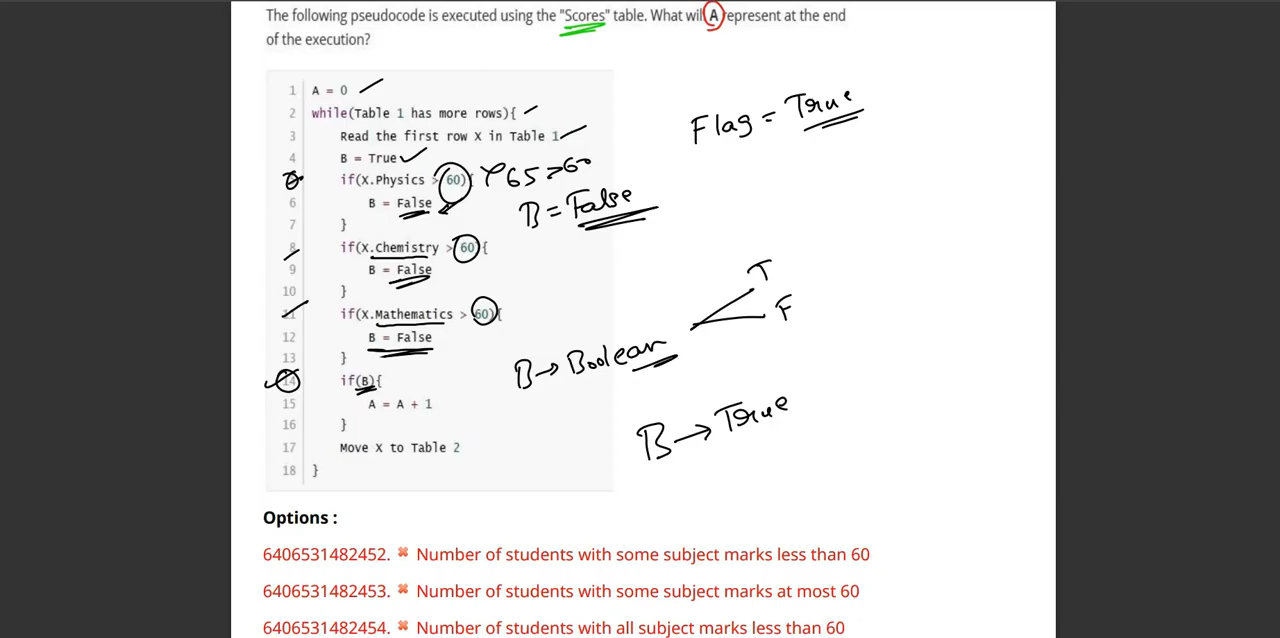 The following pseudocode is executed using the "Scores" table. What will A represent at the end
of the execution?
1 A = 0
2 while(Table 1 has more rows){
3 Read the first row X in Table 1
4 B = True
if(X.Physics > 60){ 65 > 60
6 B = False
7 }
B = False
8 if(X.Chemistry > 60){
9 B = False
10 }
11 if(X.Mathematics > 60){
12 B = False
13 }
14 if(B){
15 A = A + 1
16 }
17 Move X to Table 2
18 }
Flag = True
T
F
B → Boolean
B → True
Options :
6406531482452. ✖ Number of students with some subject marks less than 60
6406531482453. ✖ Number of students with some subject marks at most 60
6406531482454. ✖ Number of students with all subject marks less than 60